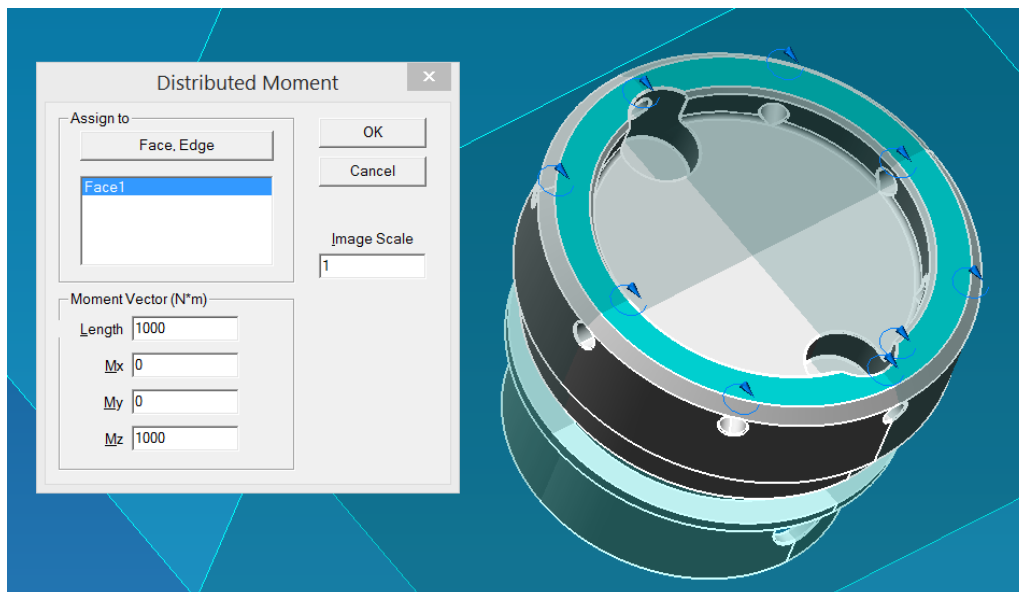 Distributed Moment
×
Assign to
Face, Edge
Face1
OK
Cancel
Image Scale
1
Moment Vector (N*m)
Length 1000
Mx 0
My 0
Mz 1000